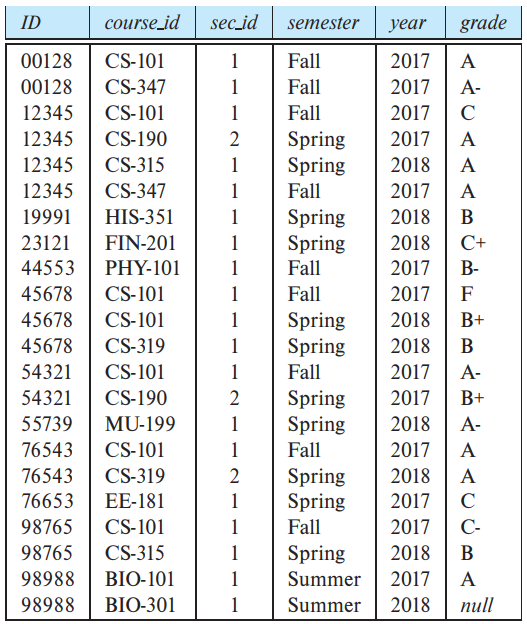 ID course_id sec_id semester year grade
00128 CS-101 1 Fall 2017 A
00128 CS-347 1 Fall 2017 A-
12345 CS-101 1 Fall 2017 C
12345 CS-190 2 Spring 2017 A
12345 CS-315 1 Spring 2018 A
12345 CS-347 1 Fall 2017 A
19991 HIS-351 1 Spring 2018 B
23121 FIN-201 1 Spring 2018 C+
44553 PHY-101 1 Fall 2017 B-
45678 CS-101 1 Fall 2017 F
45678 CS-101 1 Spring 2018 B+
45678 CS-319 1 Spring 2018 B
54321 CS-101 1 Fall 2017 A-
54321 CS-190 2 Spring 2017 B+
55739 MU-199 1 Spring 2018 A-
76543 CS-101 1 Fall 2017 A
76543 CS-319 2 Spring 2018 A
76653 EE-181 1 Spring 2017 C
98765 CS-101 1 Fall 2017 C-
98765 CS-315 1 Spring 2018 B
98988 BIO-101 1 Summer 2017 A
98988 BIO-301 1 Summer 2018 null